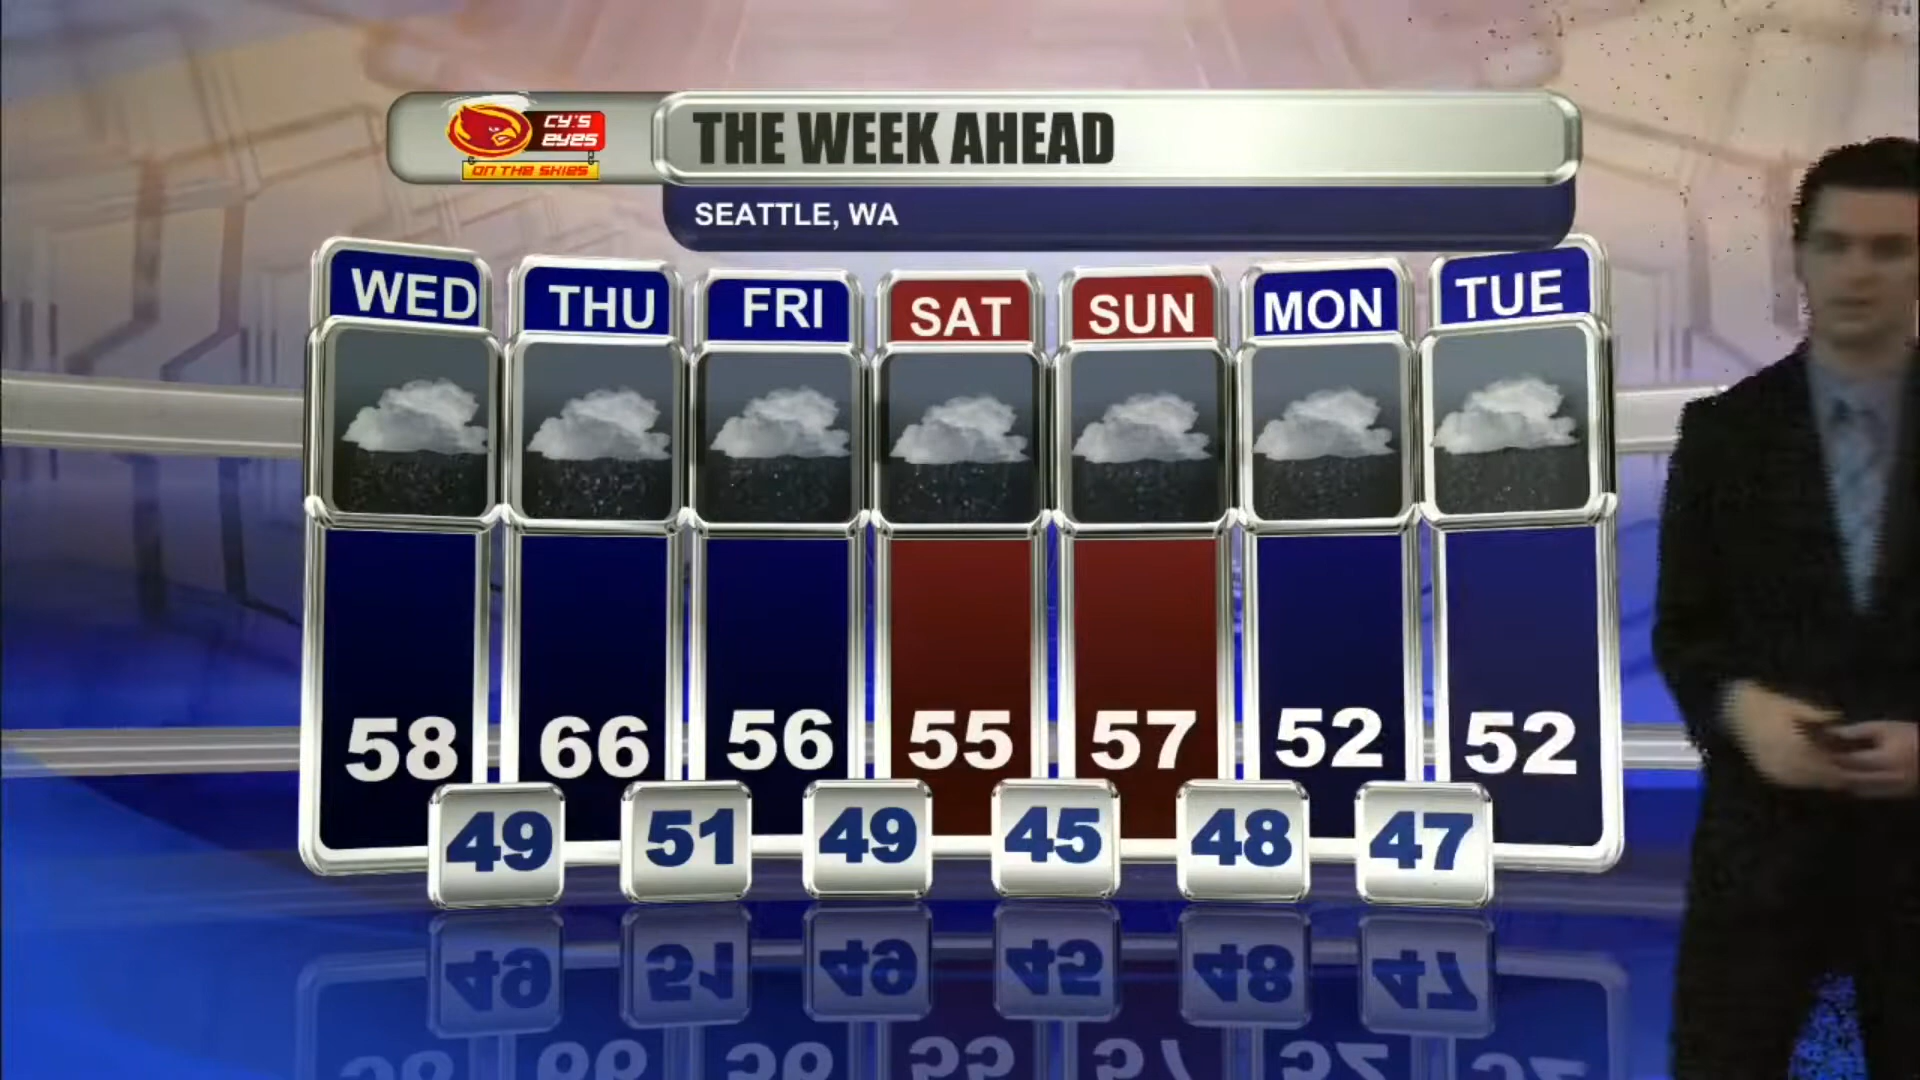 CY'S
EYES
ON THE SKIES
THE WEEK AHEAD
SEATTLE, WA
WED THU FRI SAT SUN MON TUE
58 66 56 55 57 52 52
49 51 49 45 48 47